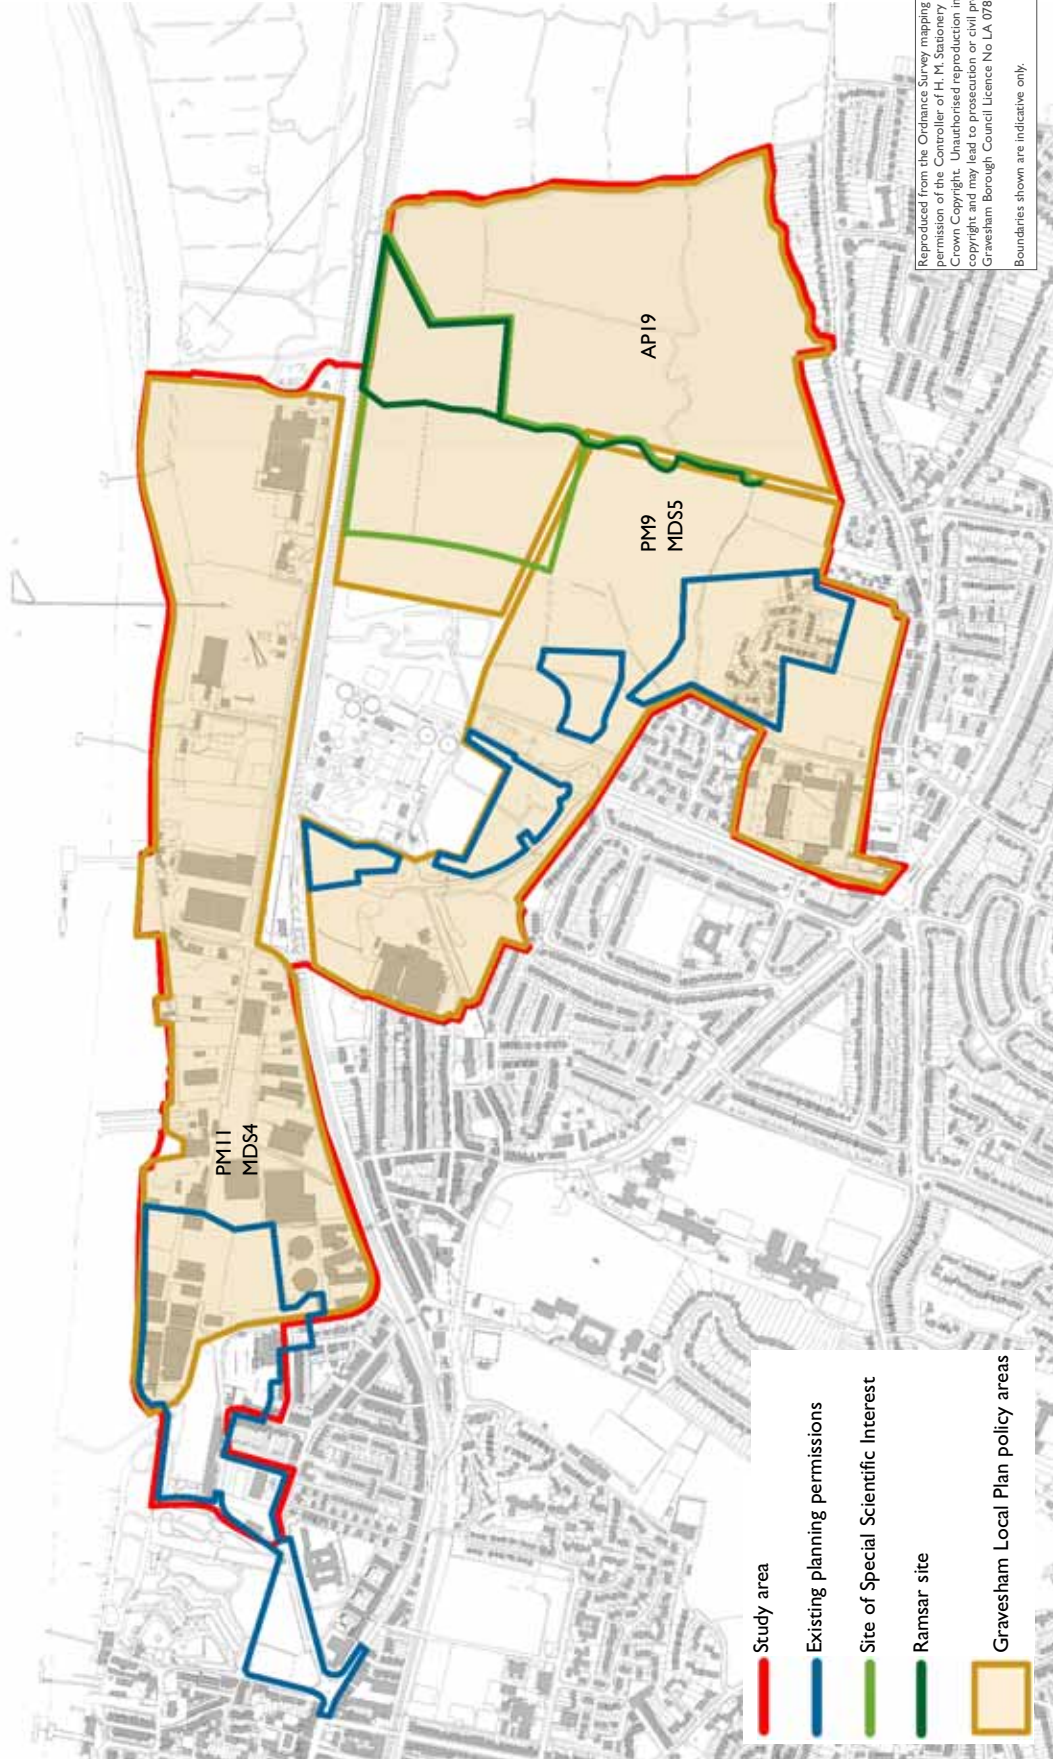 PM11
MDS4
PM9
MDS5
AP19
Study area
Existing planning permissions
Site of Special Scientific Interest
Ramsar site
Gravesham Local Plan policy areas
Reproduced from the Ordnance Survey mapping
permission of the Controller of H. M. Stationery
Crown Copyright. Unauthorised reproduction in
copyright and may lead to prosecution or civil pr
Gravesham Borough Council Licence No LA 078
Boundaries shown are indicative only.